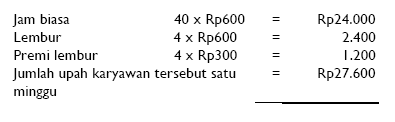 Jam biasa 40 x Rp600 = Rp24.000
Lembur 4 x Rp600 = 2.400
Premi lembur 4 x Rp300 = 1.200
Jumlah upah karyawan tersebut satu = Rp27.600
minggu